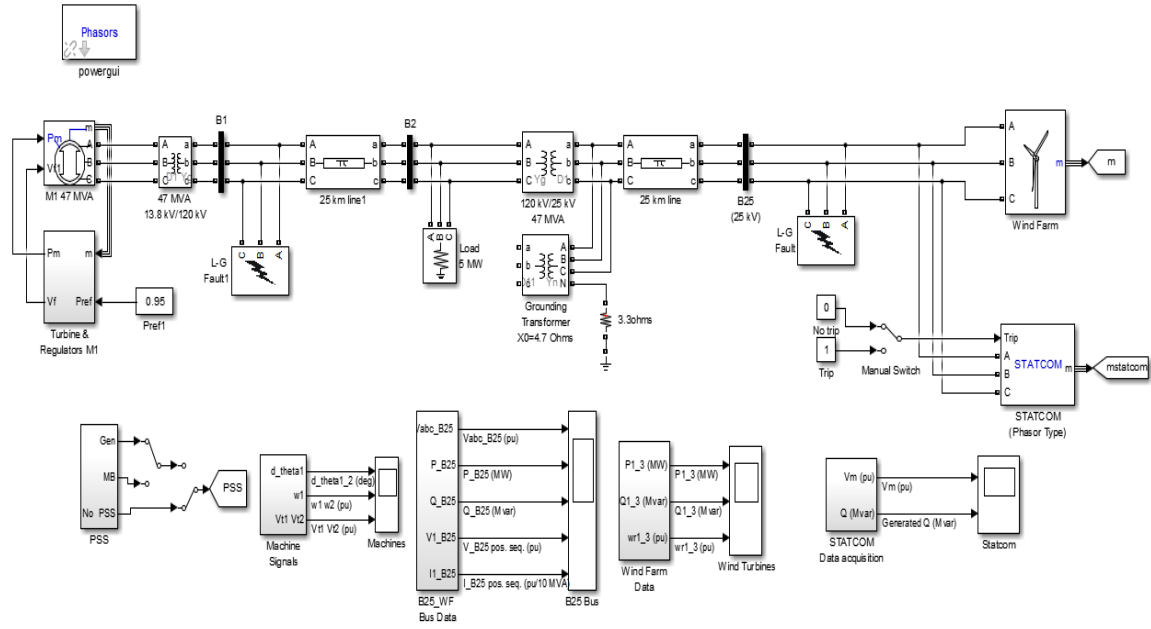 Phasors
powergui
Pm
m
A
B
C
Vf1
M1 47 MVA
A
B
C
a
b
c
47 MVA
13.8 kV/120 kV
B1
A
B
C
a
b
c
25 km line1
B2
A
B
C
a
b
c
Yg
D1
120 kV/25 kV
47 MVA
A
B
C
a
b
c
25 km line
B25
(25 kV)
A
B
C
m
Wind Farm
m
C
B
A
L-G
Fault1
A
B
C
Load
5 MW
C
B
A
L-G
Fault
Pm
m
Vf
Pref
Turbine &
Regulators M1
0.95
Pref1
a
b
c
A
B
C
N
Yn
Grounding
Transformer
X0=4.7 Ohms
3.3ohms
0
No trip
1
Trip
Manual Switch
Trip
A
B
C
STATCOM
m
STATCOM
(Phasor Type)
mstatcom
Gen
MB
No PSS
PSS
PSS
d_theta1
w1
Vt1 Vt2
d_theta1_2 (deg)
w1 w2 (pu)
Vt1 Vt2 (pu)
Machine
Signals
Machines
Vabc_B25
P_B25
Q_B25
V1_B25
I1_B25
Vabc_B25 (pu)
P_B25 (MW)
Q_B25 (Mvar)
V_B25 pos. seq. (pu)
I_B25 pos. seq. (pu/10 MVA)
B25_WF
Bus Data
B25 Bus
P1_3 (MW)
Q1_3 (Mvar)
wr1_3 (pu)
P1_3 (MW)
Q1_3 (Mvar)
wr1_3 (pu)
Wind Farm
Data
Wind Turbines
Vm (pu)
Q (Mvar)
Vm (pu)
Generated Q (Mvar)
STATCOM
Data acquisition
Statcom